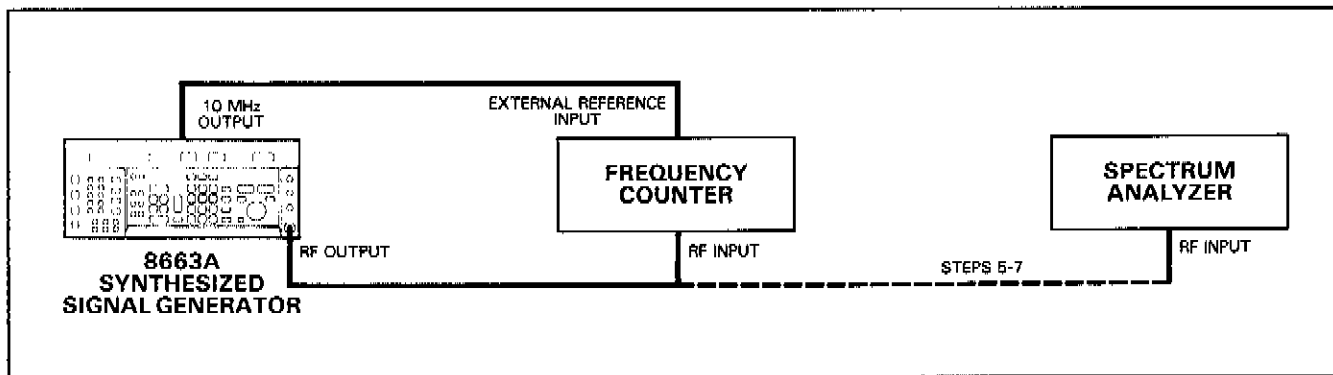 10 MHz
OUTPUT
EXTERNAL REFERENCE
INPUT
FREQUENCY
COUNTER
SPECTRUM
ANALYZER
RF OUTPUT
RF INPUT
RF INPUT
STEPS 5-7
8663A
SYNTHESIZED
SIGNAL GENERATOR